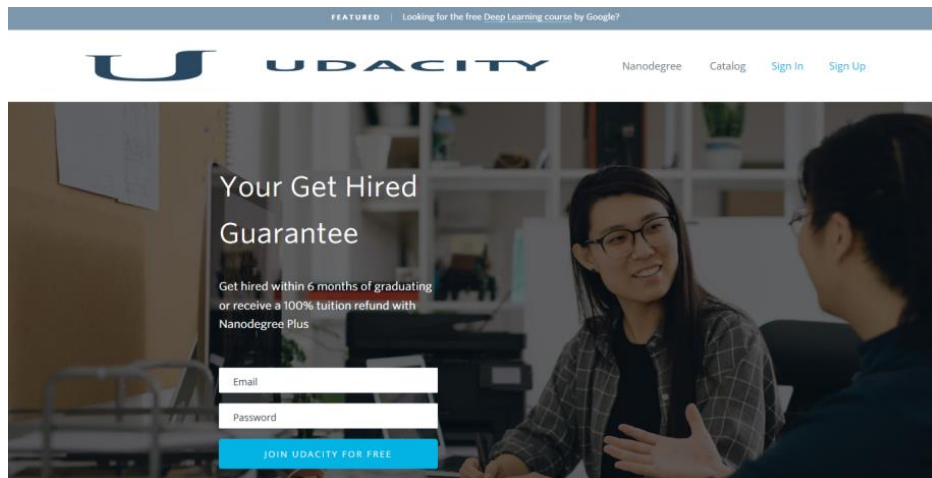 FEATURED | Looking for the free Deep Learning course by Google?
U UDACITY Nanodegree Catalog Sign In Sign Up
Your Get Hired
Guarantee
Get hired within 6 months of graduating
or receive a 100% tuition refund with
Nanodegree Plus
Email
Password
JOIN UDACITY FOR FREE